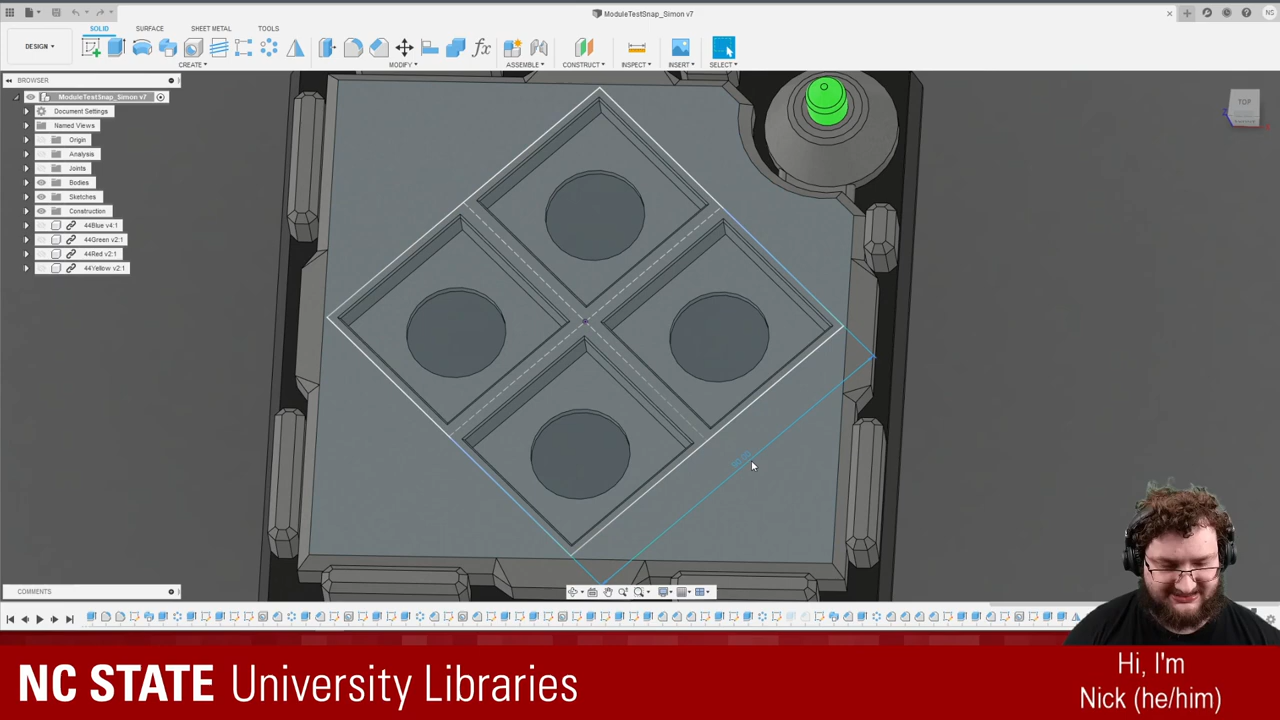 ModuleTestSnap_Simon v7
NS
SOLID SURFACE SHEET METAL TOOLS
DESIGN
CREATE MODIFY ASSEMBLE CONSTRUCT INSPECT INSERT SELECT
BROWSER
ModuleTestSnap_Simon v7
Document Settings
Named Views
Origin
Analysis
Joints
Bodies
Sketches
Construction
44Blue v4:1
44Green v2:1
44Red v2:1
44Yellow v2:1
TOP
COMMENTS
NC STATE University Libraries
Hi, I'm
Nick (he/him)